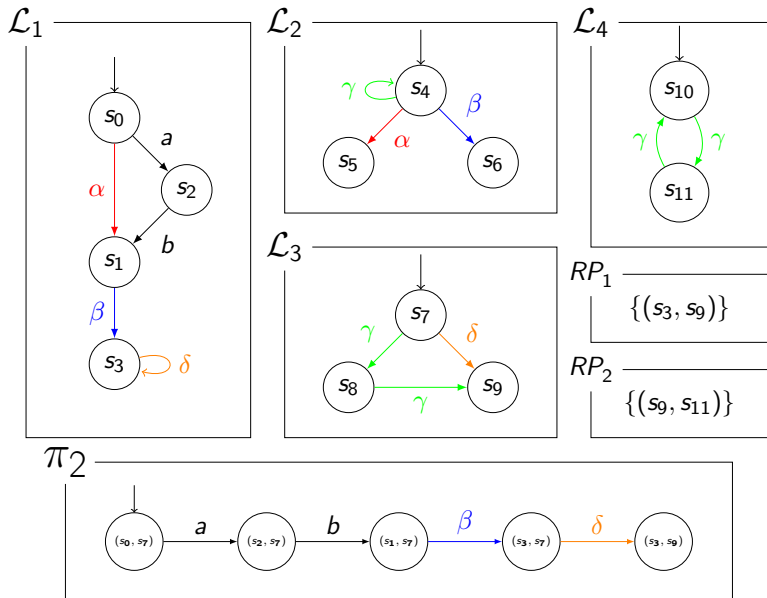 ℒ₁
s₀
a
α
s₂
b
s₁
β
s₃
δ
ℒ₂
γ
s₄
β
α
s₅
s₆
ℒ₃
s₇
γ
δ
s₈
s₉
γ
ℒ₄
s₁₀
γ
γ
s₁₁
RP₁
{(s₃, s₉)}
RP₂
{(s₉, s₁₁)}
π₂
(s₀, s₇) a (s₂, s₇) b (s₁, s₇) β (s₃, s₇) δ (s₃, s₉)